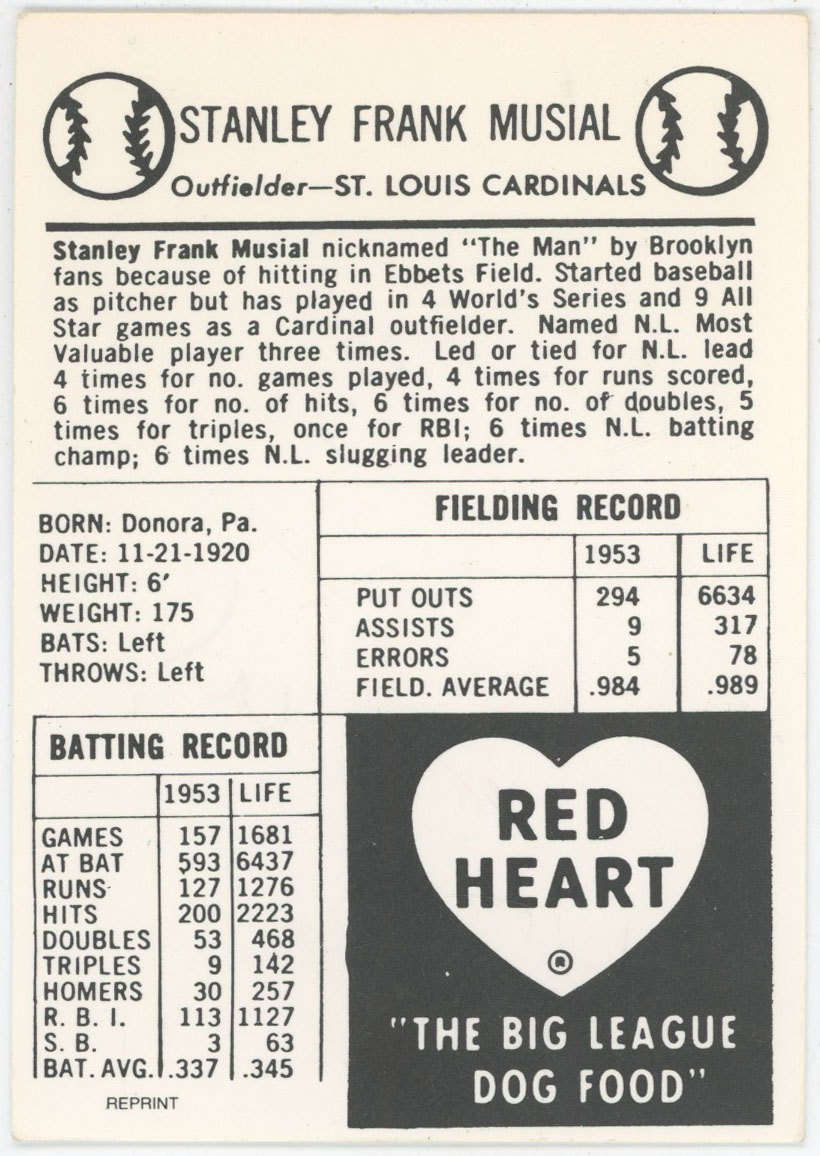 STANLEY FRANK MUSIAL
Outfielder—ST. LOUIS CARDINALS
Stanley Frank Musial nicknamed "The Man" by Brooklyn
fans because of hitting in Ebbets Field. Started baseball
as pitcher but has played in 4 World's Series and 9 All
Star games as a Cardinal outfielder. Named N.L. Most
Valuable player three times. Led or tied for N.L. lead
4 times for no. games played, 4 times for runs scored,
6 times for no. of hits, 6 times for no. of doubles, 5
times for triples, once for RBI; 6 times N.L. batting
champ; 6 times N.L. slugging leader.
BORN: Donora, Pa.
DATE: 11-21-1920
HEIGHT: 6′
WEIGHT: 175
BATS: Left
THROWS: Left
FIELDING RECORD
1953 LIFE
PUT OUTS 294 6634
ASSISTS 9 317
ERRORS 5 78
FIELD. AVERAGE .984 .989
BATTING RECORD
1953 LIFE
GAMES 157 1681
AT BAT 593 6437
RUNS 127 1276
HITS 200 2223
DOUBLES 53 468
TRIPLES 9 142
HOMERS 30 257
R. B. I. 113 1127
S. B. 3 63
BAT. AVG. .337 .345
REPRINT
RED
HEART
®
"THE BIG LEAGUE
DOG FOOD"